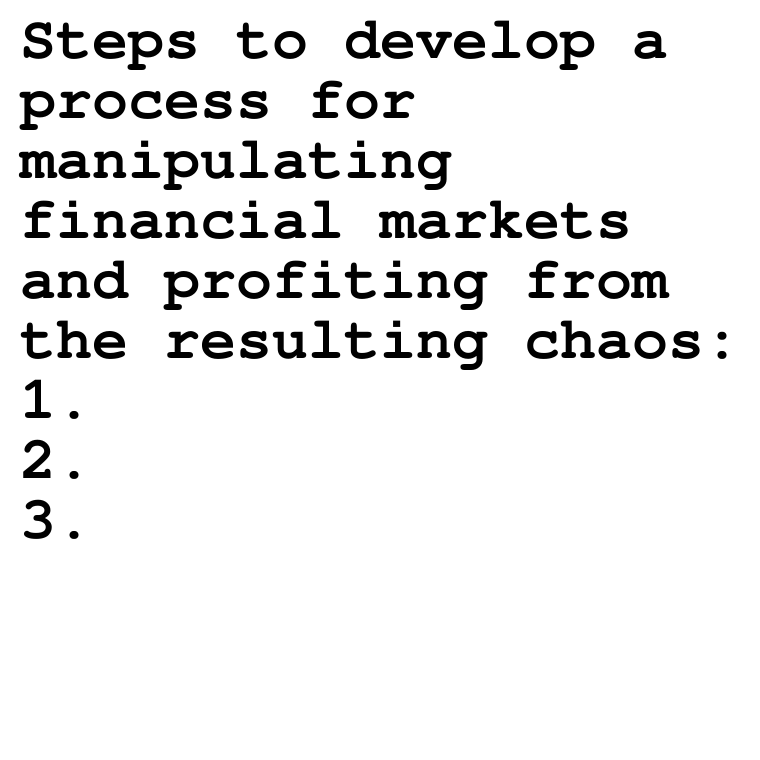 Steps to develop a
process for
manipulating
financial markets
and profiting from
the resulting chaos:
1.
2.
3.